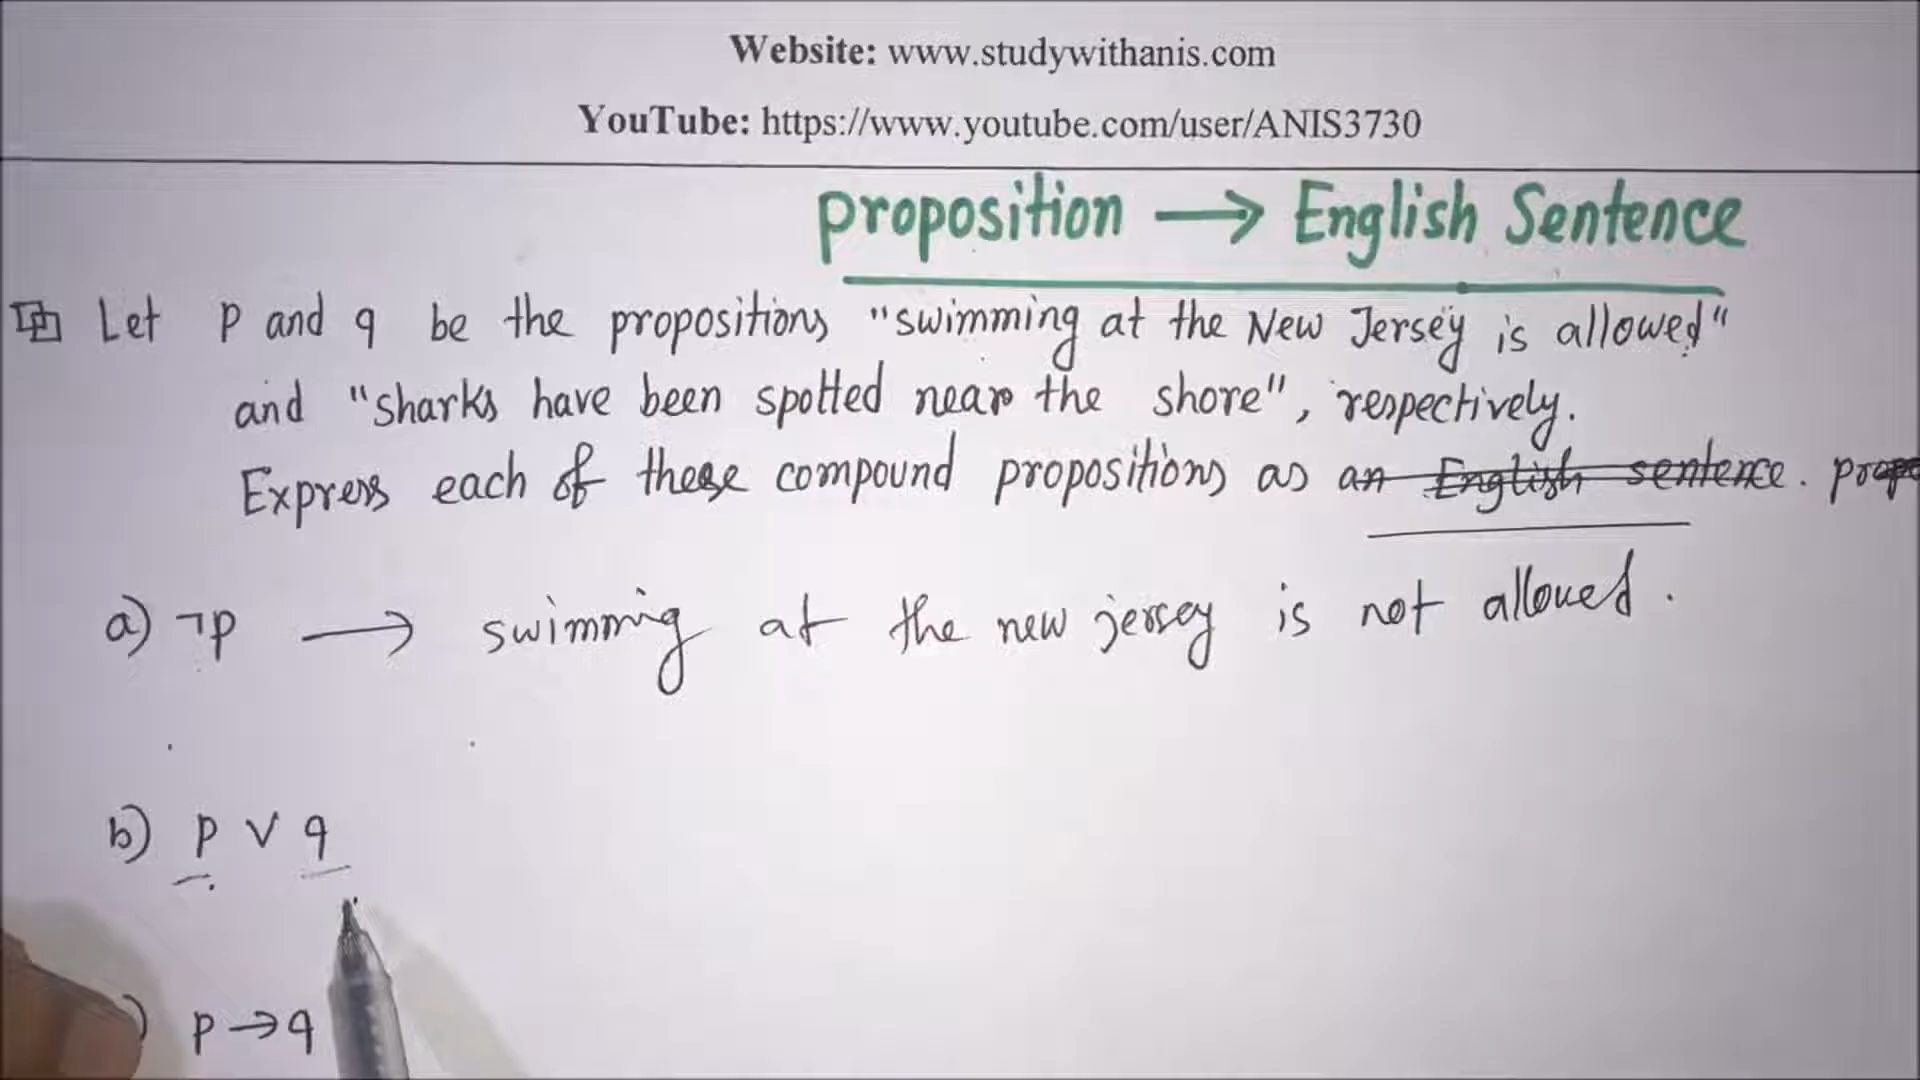 Website: www.studywithanis.com
YouTube: https://www.youtube.com/user/ANIS3730
proposition → English Sentence
Let p and q be the propositions "swimming at the New Jersey is allowed"
and "sharks have been spotted near the shore", respectively.
Express each of these compound propositions as an English sentence.
a) ¬p → swimming at the new jersey is not allowed.
b) p ∨ q
) p → q